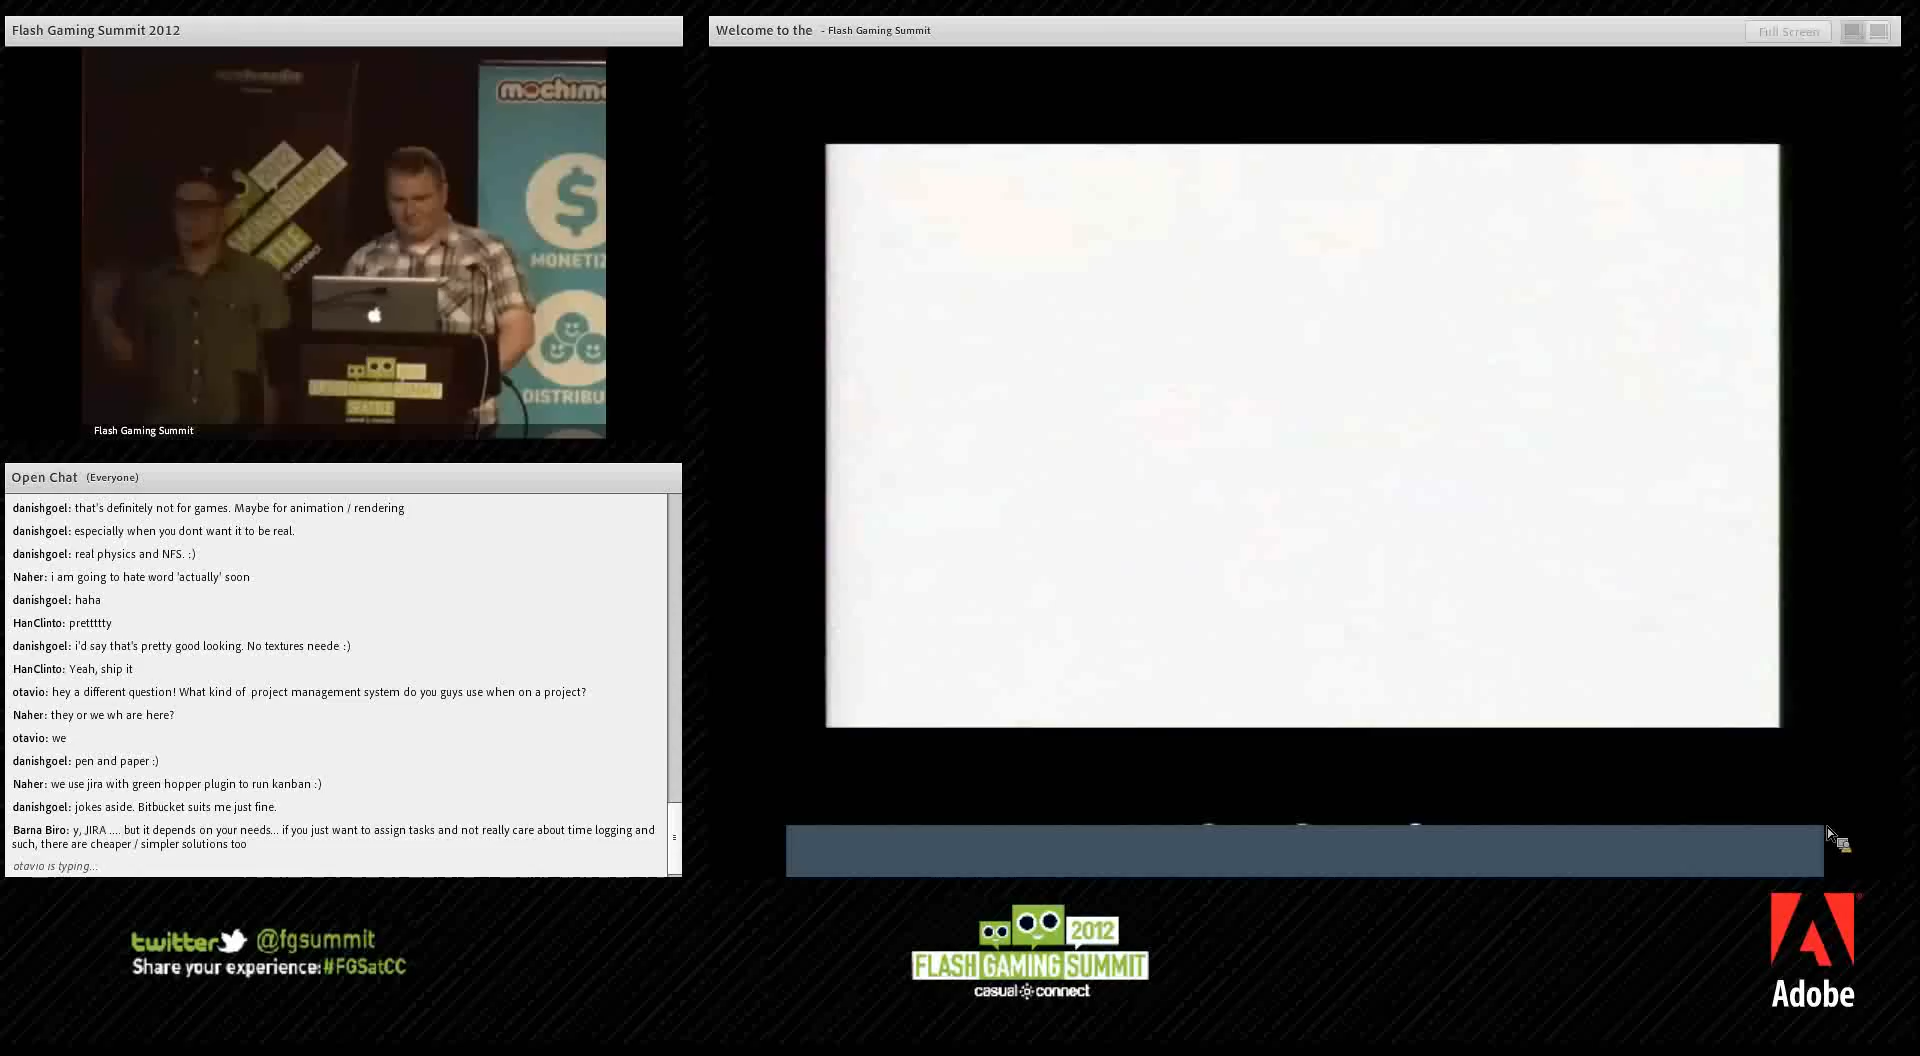 Flash Gaming Summit 2012
Welcome to the - Flash Gaming Summit
Full Screen
mochim
2012
MING SUMMIT
TTLE
$
MONETIZ
DISTRIBU
SEATTLE
Flash Gaming Summit
Open Chat (Everyone)
danishgoel: that's definitely not for games. Maybe for animation / rendering
danishgoel: especially when you dont want it to be real.
danishgoel: real physics and NFS. :)
Naher: i am going to hate word 'actually' soon
danishgoel: haha
HanClinto: prettttty
danishgoel: i'd say that's pretty good looking. No textures neede :)
HanClinto: Yeah, ship it
otavio: hey a different question! What kind of project management system do you guys use when on a project?
Naher: they or we wh are here?
otavio: we
danishgoel: pen and paper :)
Naher: we use jira with green hopper plugin to run kanban :)
danishgoel: jokes aside. Bitbucket suits me just fine.
Barna Biro: y, JIRA .... but it depends on your needs... if you just want to assign tasks and not really care about time logging and
such, there are cheaper / simpler solutions too
otavio is typing...
twitter @fgsummit
Share your experience: #FGSatCC
2012
FLASH GAMING SUMMIT
casual connect
Adobe